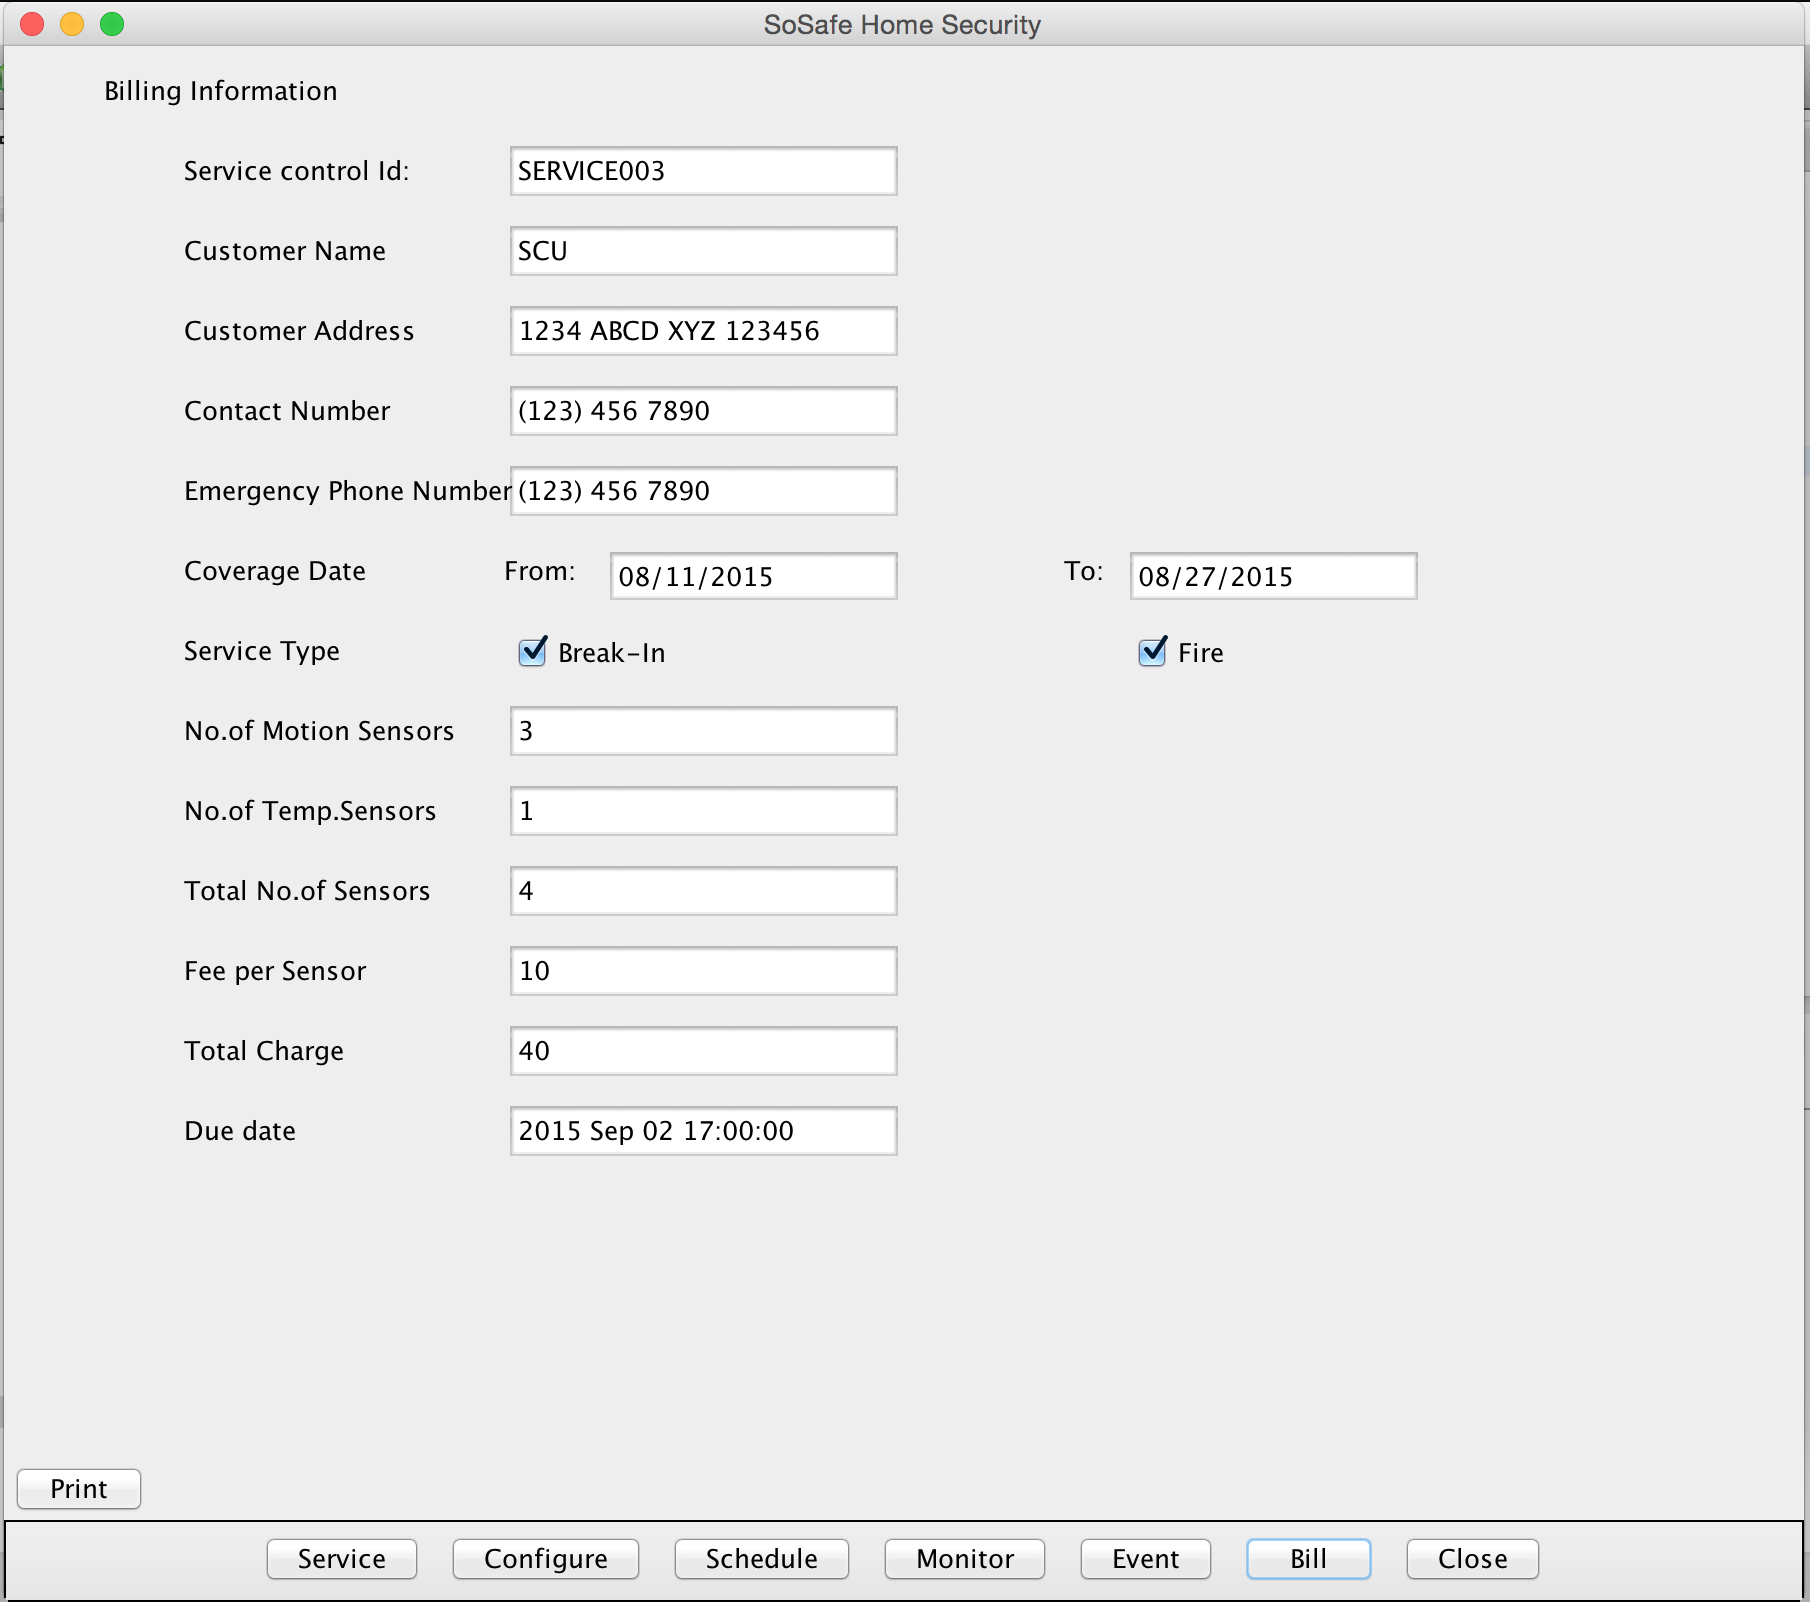 SoSafe Home Security
Billing Information
Service control Id: SERVICE003
Customer Name SCU
Customer Address 1234 ABCD XYZ 123456
Contact Number (123) 456 7890
Emergency Phone Number (123) 456 7890
Coverage Date From: 08/11/2015 To: 08/27/2015
Service Type Break-In Fire
No.of Motion Sensors 3
No.of Temp.Sensors 1
Total No.of Sensors 4
Fee per Sensor 10
Total Charge 40
Due date 2015 Sep 02 17:00:00
Print
Service Configure Schedule Monitor Event Bill Close